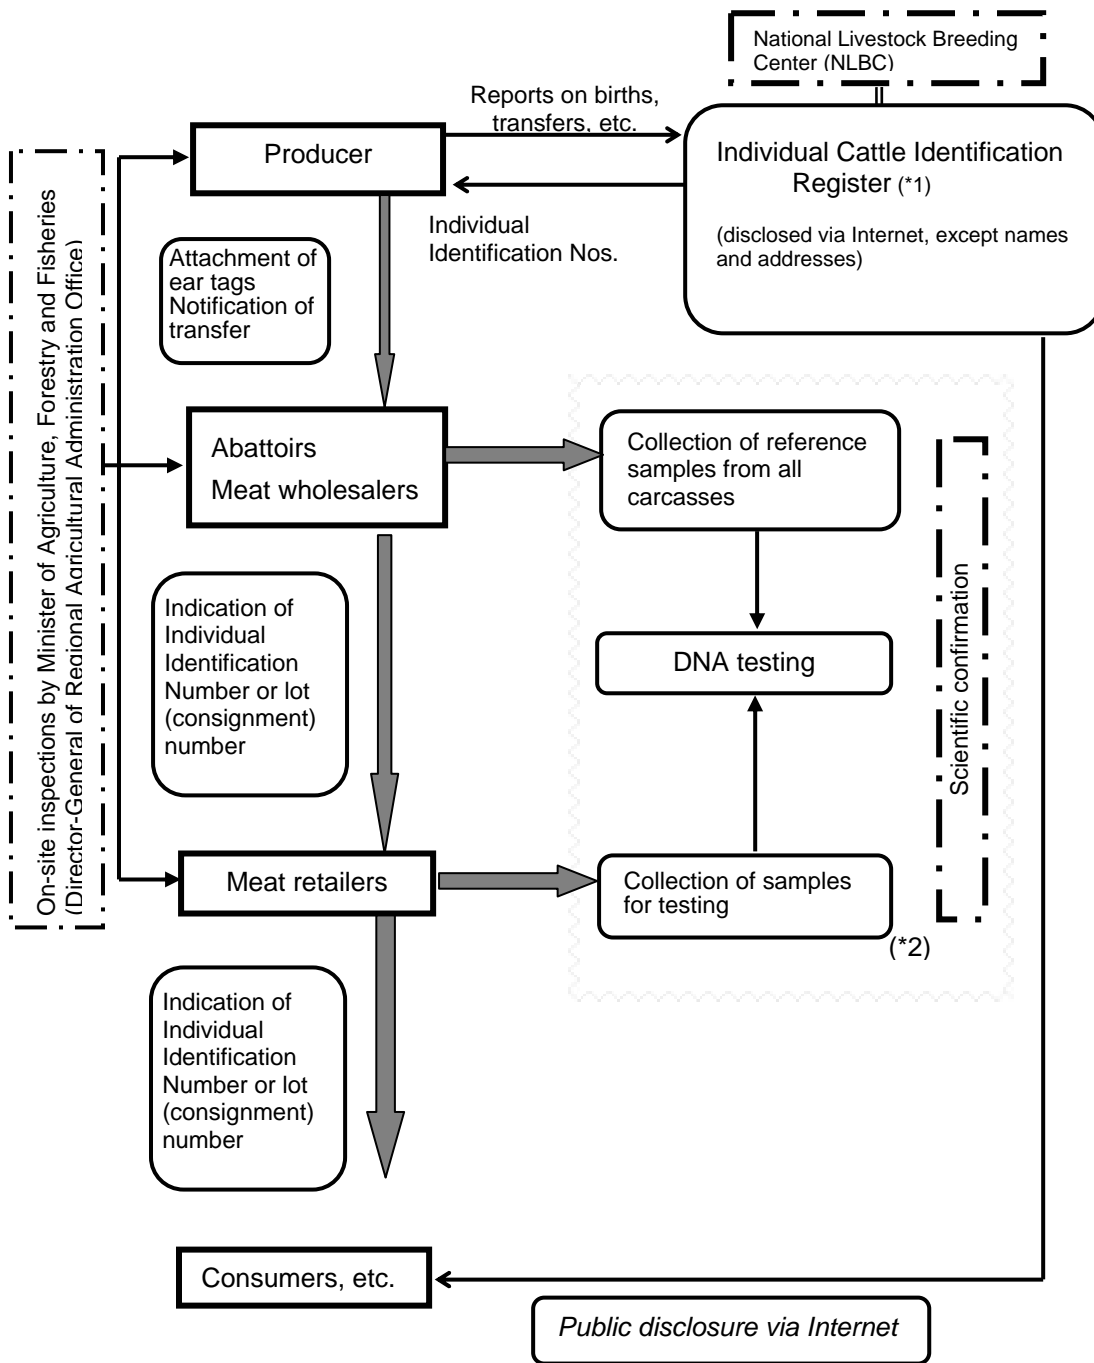 National Livestock Breeding
Center (NLBC)
Reports on births,
transfers, etc.
Producer
Individual Cattle Identification
Register (*1)
(disclosed via Internet, except names
and addresses)
Individual
Identification Nos.
On-site inspections by Minister of Agriculture, Forestry and Fisheries
(Director-General of Regional Agricultural Administration Office)
Attachment of
ear tags
Notification of
transfer
Abattoirs
Meat wholesalers
Collection of reference
samples from all
carcasses
Indication of
Individual
Identification
Number or lot
(consignment)
number
DNA testing
Scientific confirmation
Meat retailers
Collection of samples
for testing
(*2)
Indication of
Individual
Identification
Number or lot
(consignment)
number
Consumers, etc.
Public disclosure via Internet